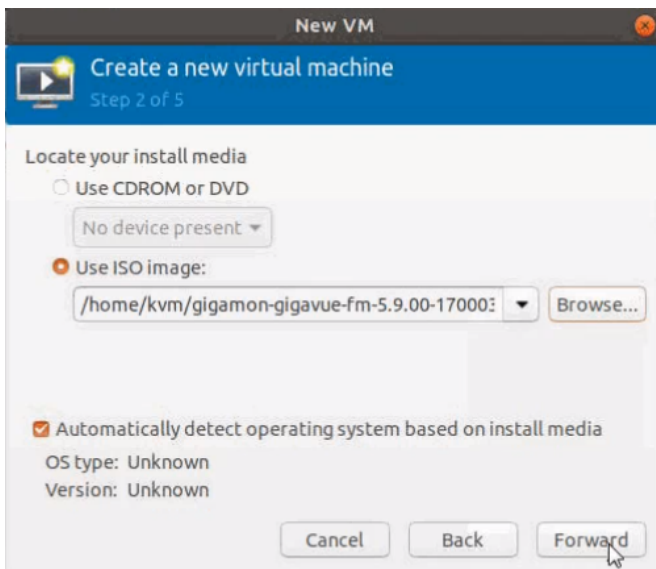 New VM
Create a new virtual machine
Step 2 of 5
Locate your install media
Use CDROM or DVD
No device present
Use ISO image:
/home/kvm/gigamon-gigavue-fm-5.9.00-170003 Browse...
Automatically detect operating system based on install media
OS type: Unknown
Version: Unknown
Cancel Back Forward